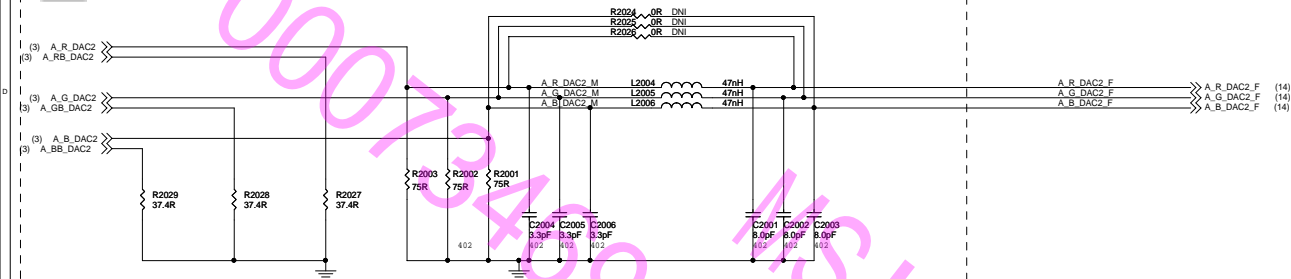 R2024 0R DNI
R2025 0R DNI
R2026 0R DNI
(3) A_R_DAC2
(3) A_RB_DAC2
D
(3) A_G_DAC2
(3) A_GB_DAC2
(3) A_B_DAC2
(3) A_BB_DAC2
A_R_DAC2_M L2004 47nH A_R_DAC2_F A_R_DAC2_F (14)
A_G_DAC2_M L2005 47nH A_G_DAC2_F A_G_DAC2_F (14)
A_B_DAC2_M L2006 47nH A_B_DAC2_F A_B_DAC2_F (14)
R2003 R2002 R2001
75R 75R 75R
R2029 R2028 R2027
37.4R 37.4R 37.4R
C2004 C2005 C2006 C2001 C2002 C2003
3.3pF 3.3pF 3.3pF 8.0pF 8.0pF 8.0pF
402 402 402 402 402 402 402